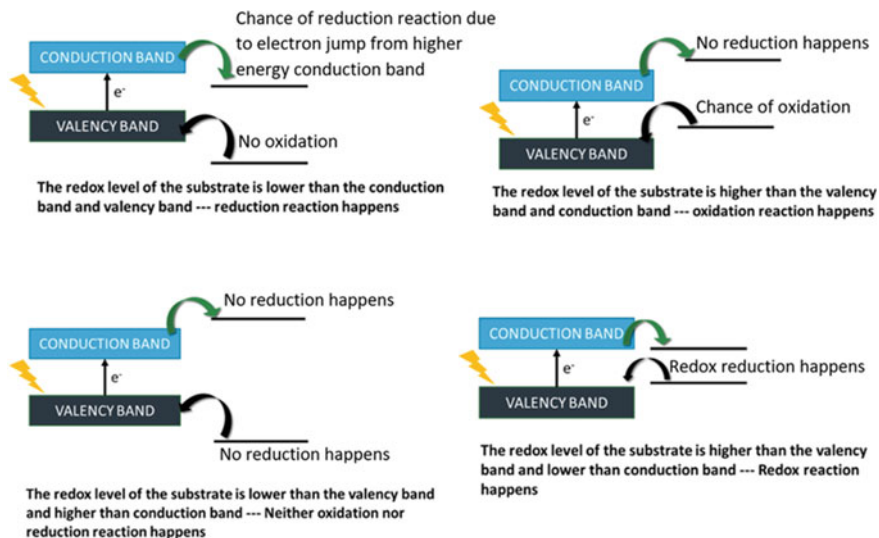 Chance of reduction reaction due
to electron jump from higher
energy conduction band
CONDUCTION BAND
e-
VALENCY BAND
No oxidation
The redox level of the substrate is lower than the conduction
band and valency band --- reduction reaction happens
No reduction happens
CONDUCTION BAND
Chance of oxidation
e-
VALENCY BAND
The redox level of the substrate is higher than the valency
band and conduction band --- oxidation reaction happens
No reduction happens
CONDUCTION BAND
e-
VALENCY BAND
No reduction happens
The redox level of the substrate is lower than the valency band
and higher than conduction band --- Neither oxidation nor
reduction reaction happens
CONDUCTION BAND
Redox reduction happens
e-
VALENCY BAND
The redox level of the substrate is higher than the valency
band and lower than conduction band --- Redox reaction
happens